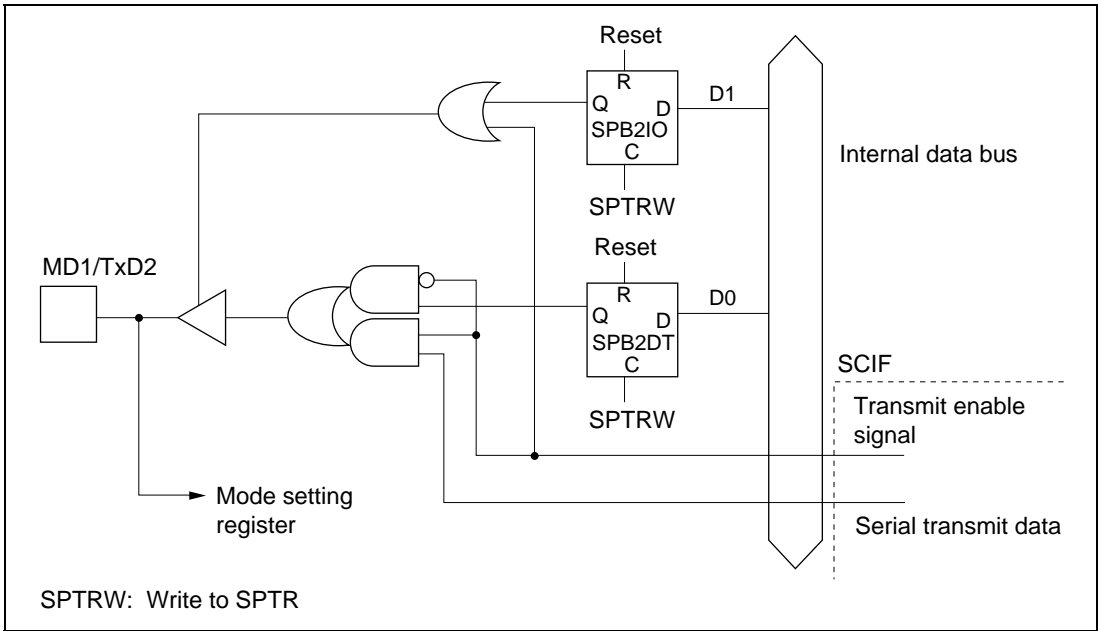 Reset
R
Q
D
SPB2IO
C
D1
SPTRW
Internal data bus
Reset
R
Q
D
SPB2DT
C
D0
SPTRW
MD1/TxD2
SCIF
Transmit enable
signal
Mode setting
register
Serial transmit data
SPTRW: Write to SPTR